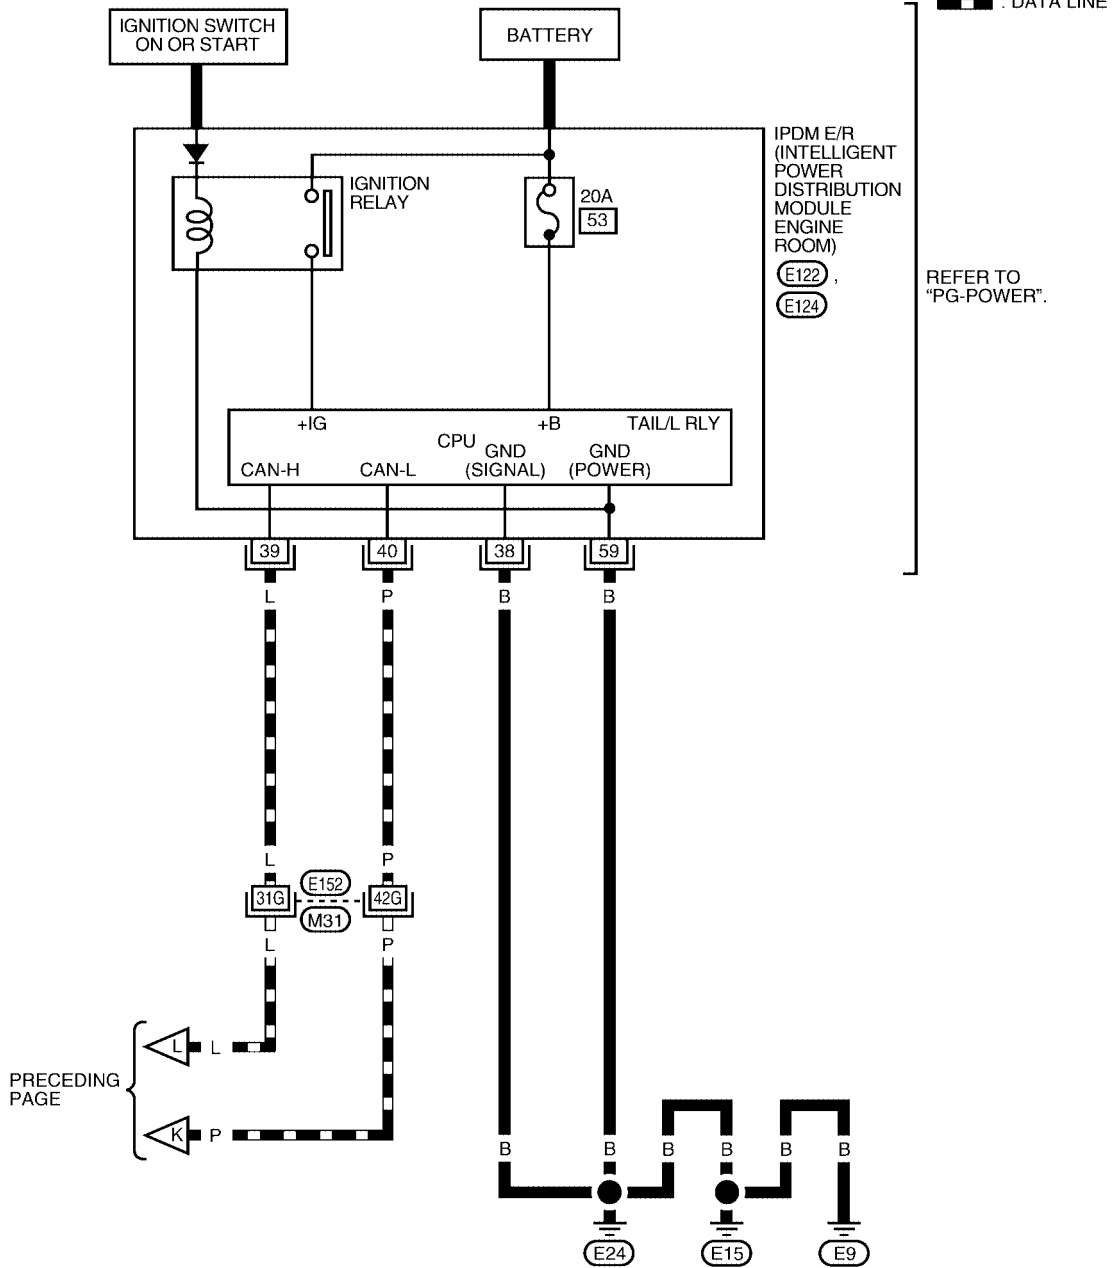 : DATA LINE
IGNITION SWITCH
ON OR START
BATTERY
IPDM E/R
(INTELLIGENT
POWER
DISTRIBUTION
MODULE
ENGINE
ROOM)
E122 ,
E124
REFER TO
“PG-POWER”.
IGNITION
RELAY
20A
53
+IG
+B
TAIL/L RLY
CPU
GND
(SIGNAL)
GND
(POWER)
CAN-H
CAN-L
39
40
38
59
L
P
B
B
L
P
31G
E152
42G
M31
L
P
PRECEDING
PAGE
L
L
K
P
B
B
B
B
B
B
E24
E15
E9